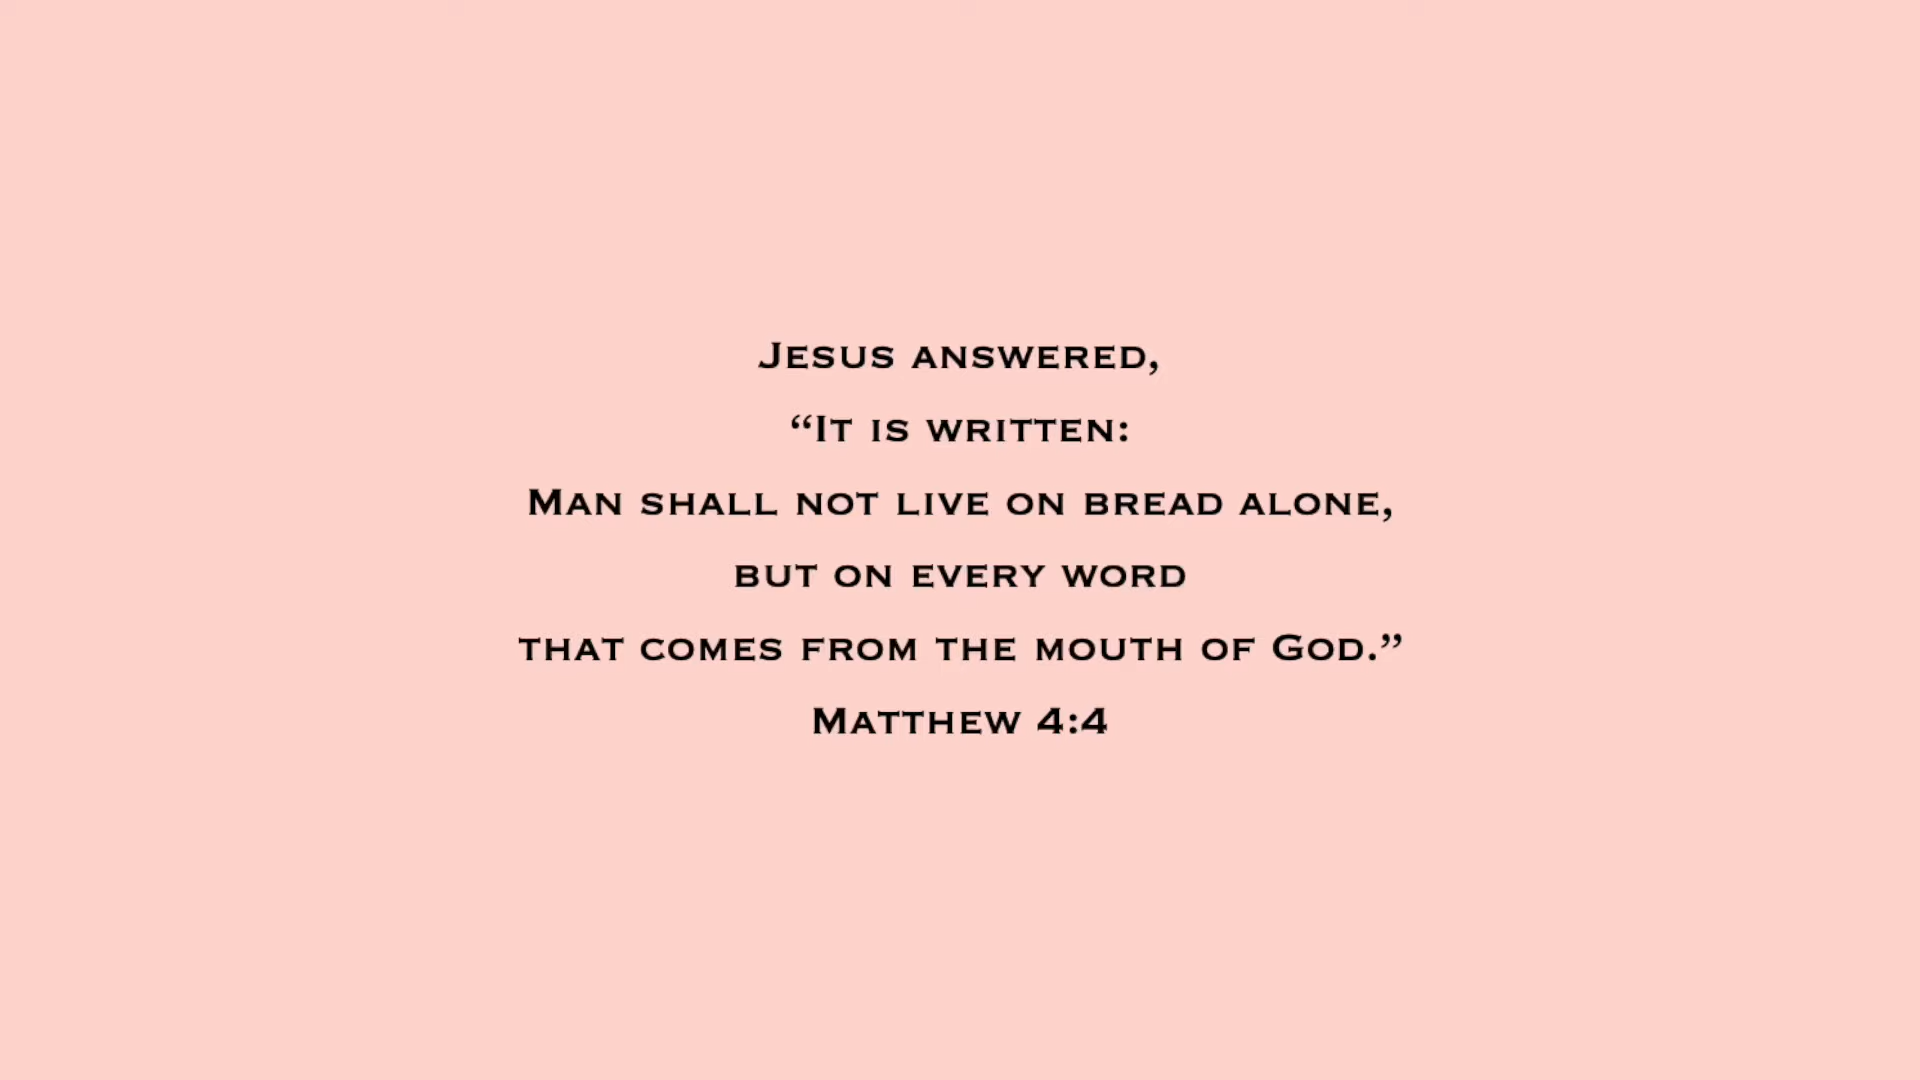 Jesus answered,
“It is written:
Man shall not live on bread alone,
but on every word
that comes from the mouth of God.”
Matthew 4:4